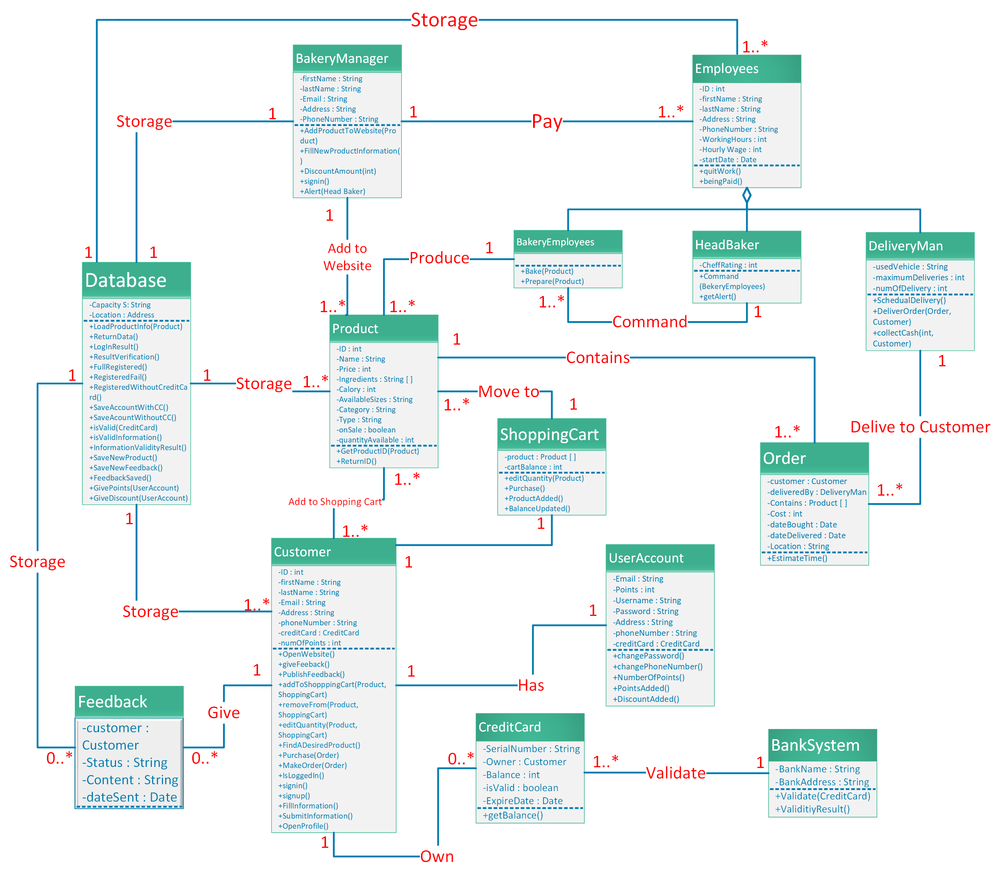 Storage
1..*
BakeryManager
-firstName : String
-lastName : String
-Email : String
-Address : String
-PhoneNumber : String
+AddProductToWebsite(Pro
duct)
+FillNewProductInformation(
)
+DiscountAmount(int)
+signin()
+Alert(Head Baker)
Employees
-ID : int
-firstName : String
-lastName : String
-Address : String
-PhoneNumber : String
-WorkingHours : int
-Hourly Wage : int
-startDate : Date
+quitWork()
+beingPaid()
Storage
1
1
Pay
1..*
1
Add to
Website
1..*
Produce
1
1..*
BakeryEmployees
+Bake(Product)
+Prepare(Product)
HeadBaker
-CheffRating : int
+Command
(BekeryEmployees)
+getAlert()
DeliveryMan
-usedVehicle : String
-maximumDeliveries : int
-numOfDelivery : int
+SchedualDelivery()
+DeliverOrder(Order,
Customer)
+collectCash(int,
Customer)
1..*
Command
1
1
1
1
Database
-Capacity S: String
-Location : Address
+LoadProductInfo(Product)
+ReturnData()
+LogInResult()
+ResultVerification()
+FullRegistered()
+RegisteredFail()
+RegisteredWithoutCreditCa
rd()
+SaveAccountWithCC()
+SaveAcountWithoutCC()
+isValid(CreditCard)
+isValidInformation()
+InformationValidityResult()
+SaveNewProduct()
+SaveNewFeedback()
+FeedbackSaved()
+GivePoints(UserAccount)
+GiveDiscount(UserAccount)
1
1
Storage
1..*
Product
-ID : int
-Name : String
-Price : int
-Ingredients : String [ ]
-Calory : int
-AvailableSizes : String
-Category : String
-Type : String
-onSale : boolean
-quantityAvailable : int
+GetProductID(Product)
+ReturnID()
1
Contains
1..*
Move to
1..*
1
ShoppingCart
-product : Product [ ]
-cartBalance : int
+editQuantity(Product)
+Purchase()
+ProductAdded()
+BalanceUpdated()
Delive to Customer
1..*
Order
-customer : Customer
-deliveredBy : DeliveryMan
-Contains : Product [ ]
-Cost : int
-dateBought : Date
-dateDelivered : Date
-Location : String
+EstimateTime()
1..*
Add to Shopping Cart
1..*
1
1
1
Storage
Storage
1..*
Customer
-ID : int
-firstName : String
-lastName : String
-Email : String
-Address : String
-phoneNumber : String
-creditCard : CreditCard
-numOfPoints : int
+OpenWebsite()
+giveFeeback()
+PublishFeedback()
+addToShopppingCart(Product,
ShoppingCart)
+removeFrom(Product,
ShoppingCart)
+editQuantity(Product,
ShoppingCart)
+FindADesiredProduct()
+Purchase(Order)
+MakeOrder(Order)
+IsLoggedIn()
+signin()
+signup()
+FillInformation()
+SubmitInformation()
+OpenProfile()
UserAccount
-Email : String
-Points : int
-Username : String
-Password : String
-Address : String
-phoneNumber : String
-creditCard : CreditCard
+changePassword()
+changePhoneNumber()
+NumberOfPoints()
+PointsAdded()
+DiscountAdded()
1
1
Has
1
Give
Feedback
-customer :
Customer
-Status : String
-Content : String
-dateSent : Date
0..*
0..*
CreditCard
-SerialNumber : String
-Owner : Customer
-Balance : int
-isValid : boolean
-ExpireDate : Date
+getBalance()
0..*
1..*
Validate
1
BankSystem
-BankName : String
-BankAddress : String
+Validate(CreditCard)
+ValiditiyResult()
1
Own